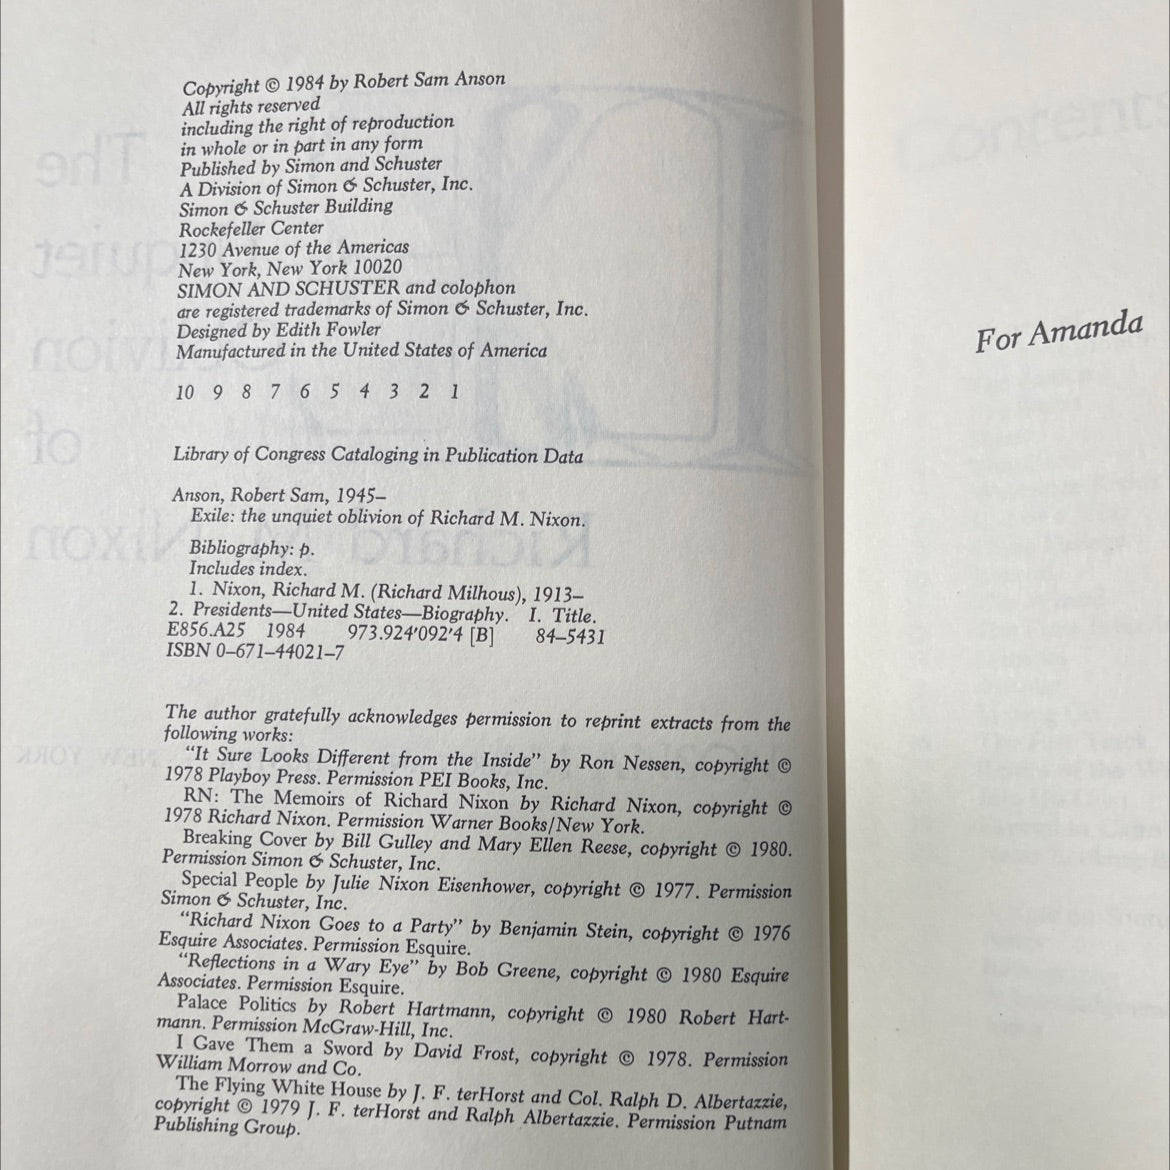 Copyright © 1984 by Robert Sam Anson
All rights reserved
including the right of reproduction
in whole or in part in any form
Published by Simon and Schuster
A Division of Simon & Schuster, Inc.
Simon & Schuster Building
Rockefeller Center
1230 Avenue of the Americas
New York, New York 10020
SIMON AND SCHUSTER and colophon
are registered trademarks of Simon & Schuster, Inc.
Designed by Edith Fowler
Manufactured in the United States of America
10 9 8 7 6 5 4 3 2 1
Library of Congress Cataloging in Publication Data
Anson, Robert Sam, 1945–
Exile: the unquiet oblivion of Richard M. Nixon.
Bibliography: p.
Includes index.
1. Nixon, Richard M. (Richard Milhous), 1913–
2. Presidents—United States—Biography. I. Title.
E856.A25 1984 973.924′092′4 [B] 84–5431
ISBN 0–671–44021–7
The author gratefully acknowledges permission to reprint extracts from the
following works:
“It Sure Looks Different from the Inside” by Ron Nessen, copyright ©
1978 Playboy Press. Permission PEI Books, Inc.
RN: The Memoirs of Richard Nixon by Richard Nixon, copyright ©
1978 Richard Nixon. Permission Warner Books/New York.
Breaking Cover by Bill Gulley and Mary Ellen Reese, copyright © 1980.
Permission Simon & Schuster, Inc.
Special People by Julie Nixon Eisenhower, copyright © 1977. Permission
Simon & Schuster, Inc.
“Richard Nixon Goes to a Party” by Benjamin Stein, copyright © 1976
Esquire Associates. Permission Esquire.
“Reflections in a Wary Eye” by Bob Greene, copyright © 1980 Esquire
Associates. Permission Esquire.
Palace Politics by Robert Hartmann, copyright © 1980 Robert Hart-
mann. Permission McGraw-Hill, Inc.
I Gave Them a Sword by David Frost, copyright © 1978. Permission
William Morrow and Co.
The Flying White House by J. F. terHorst and Col. Ralph D. Albertazzie,
copyright © 1979 J. F. terHorst and Ralph Albertazzie. Permission Putnam
Publishing Group.
For Amanda